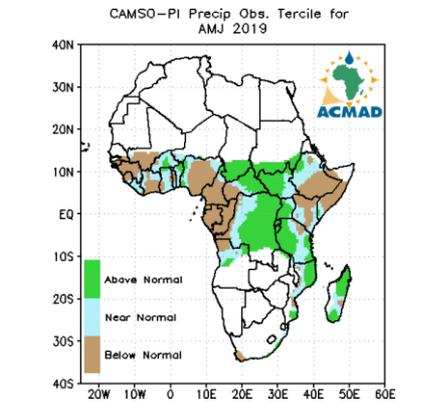 CAMSO-PI Precip Obs. Tercile for
AMJ 2019
40N
30N
20N
10N
EQ
10S
20S
30S
40S
ACMAD
Above Normal
Near Normal
Below Normal
20W 10W 0 10E 20E 30E 40E 50E 60E